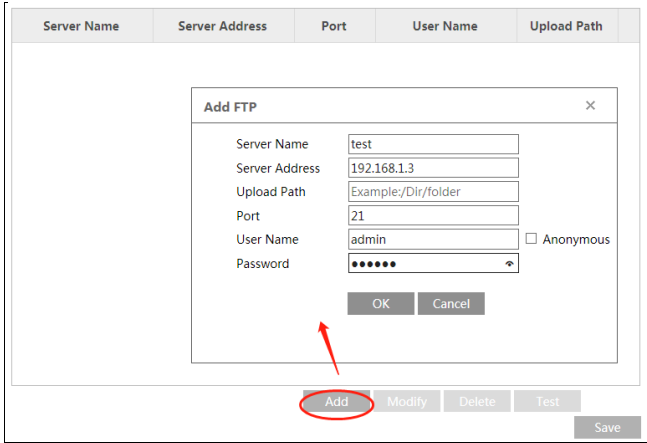 Server Name Server Address Port User Name Upload Path
Add FTP ×
Server Name test
Server Address 192.168.1.3
Upload Path Example:/Dir/folder
Port 21
User Name admin Anonymous
Password ●●●●●●
OK Cancel
Add Modify Delete Test
Save